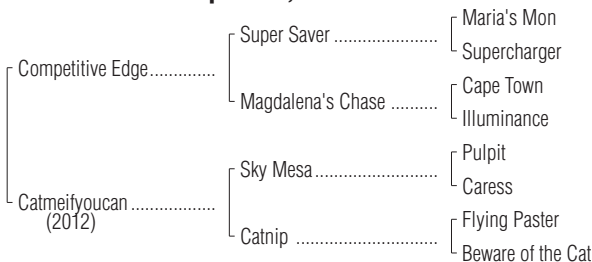 Maria's Mon
Super Saver ....................
Supercharger
Competitive Edge.............
Cape Town
Magdalena's Chase .........
Illuminance
Pulpit
Sky Mesa........................
Caress
Catmeifyoucan ................
(2012)
Flying Paster
Catnip ...........................
Beware of the Cat